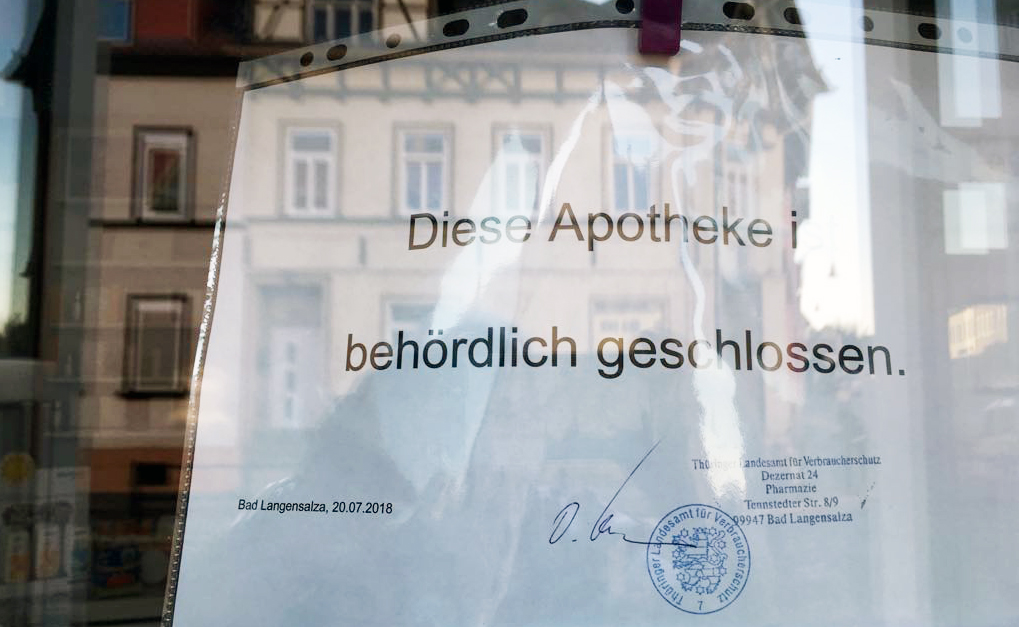 Diese Apotheke i
behördlich geschlossen.
Bad Langensalza, 20.07.2018
Thüringer Landesamt für Verbraucherschutz
Dezernat 24
Pharmazie
Tennstedter Str. 8/9
99947 Bad Langensalza
Thüringer Landesamt für Verbraucherschutz
7